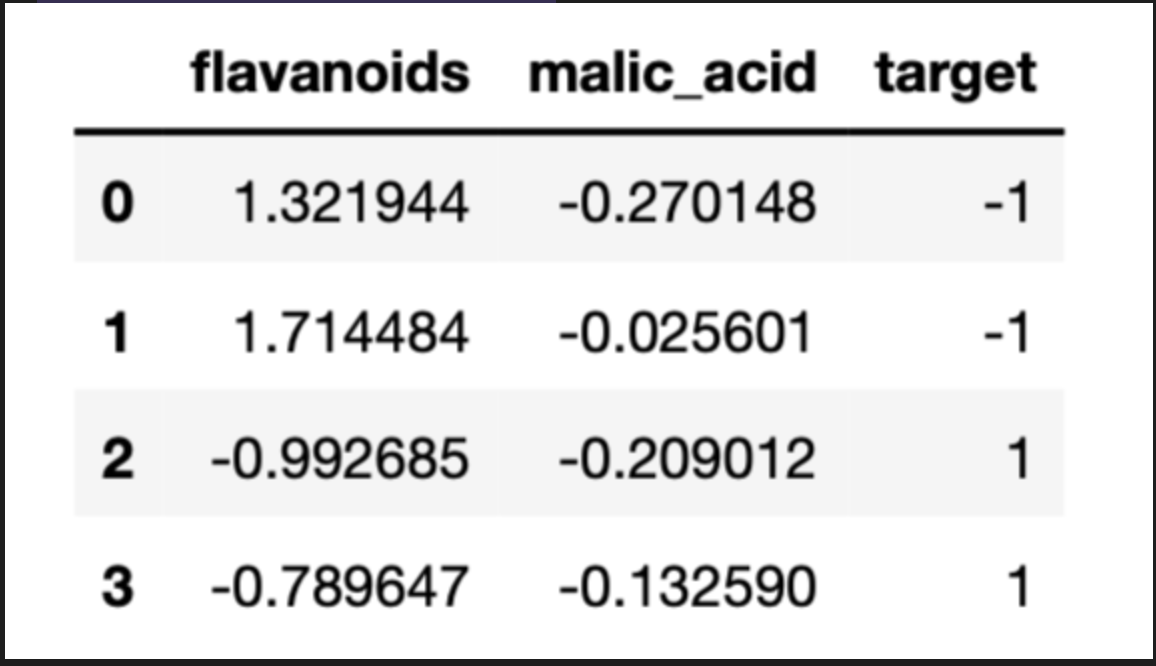 flavanoids malic_acid target
0 1.321944 -0.270148 -1
1 1.714484 -0.025601 -1
2 -0.992685 -0.209012 1
3 -0.789647 -0.132590 1